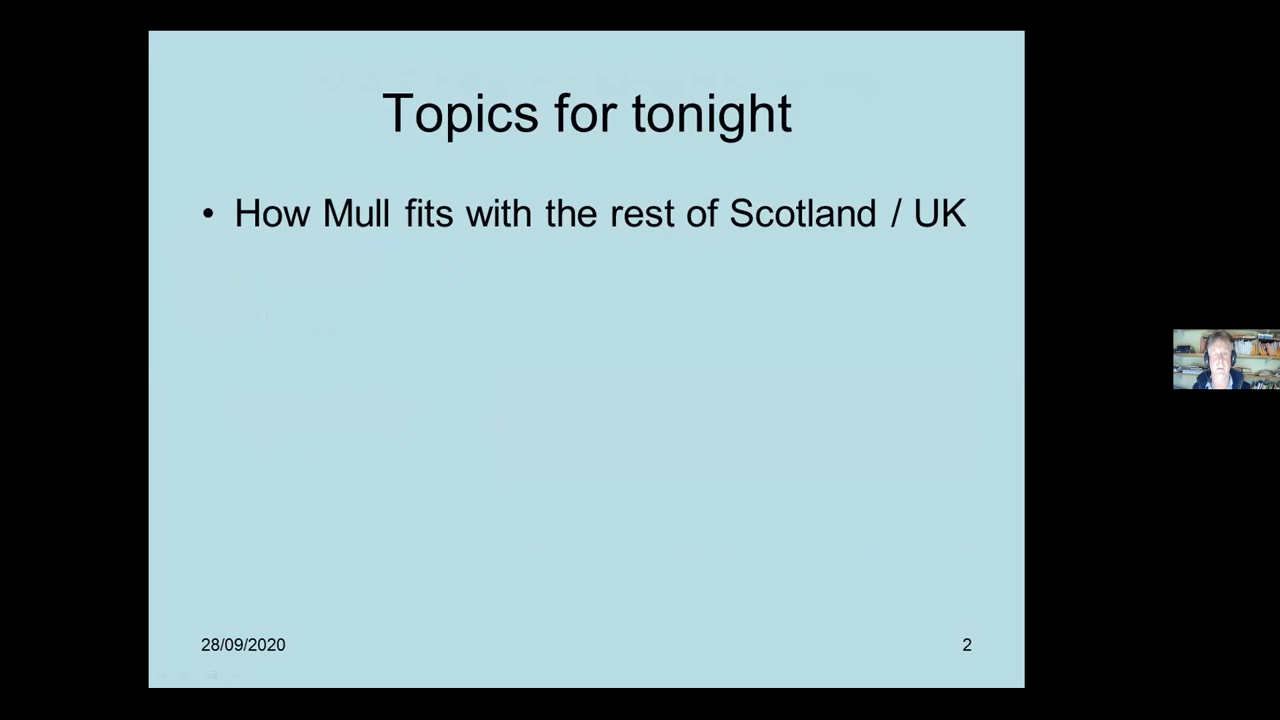 Topics for tonight
• How Mull fits with the rest of Scotland / UK
28/09/2020
2